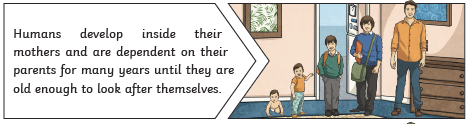 Humans develop inside their
mothers and are dependent on their
parents for many years until they are
old enough to look after themselves.